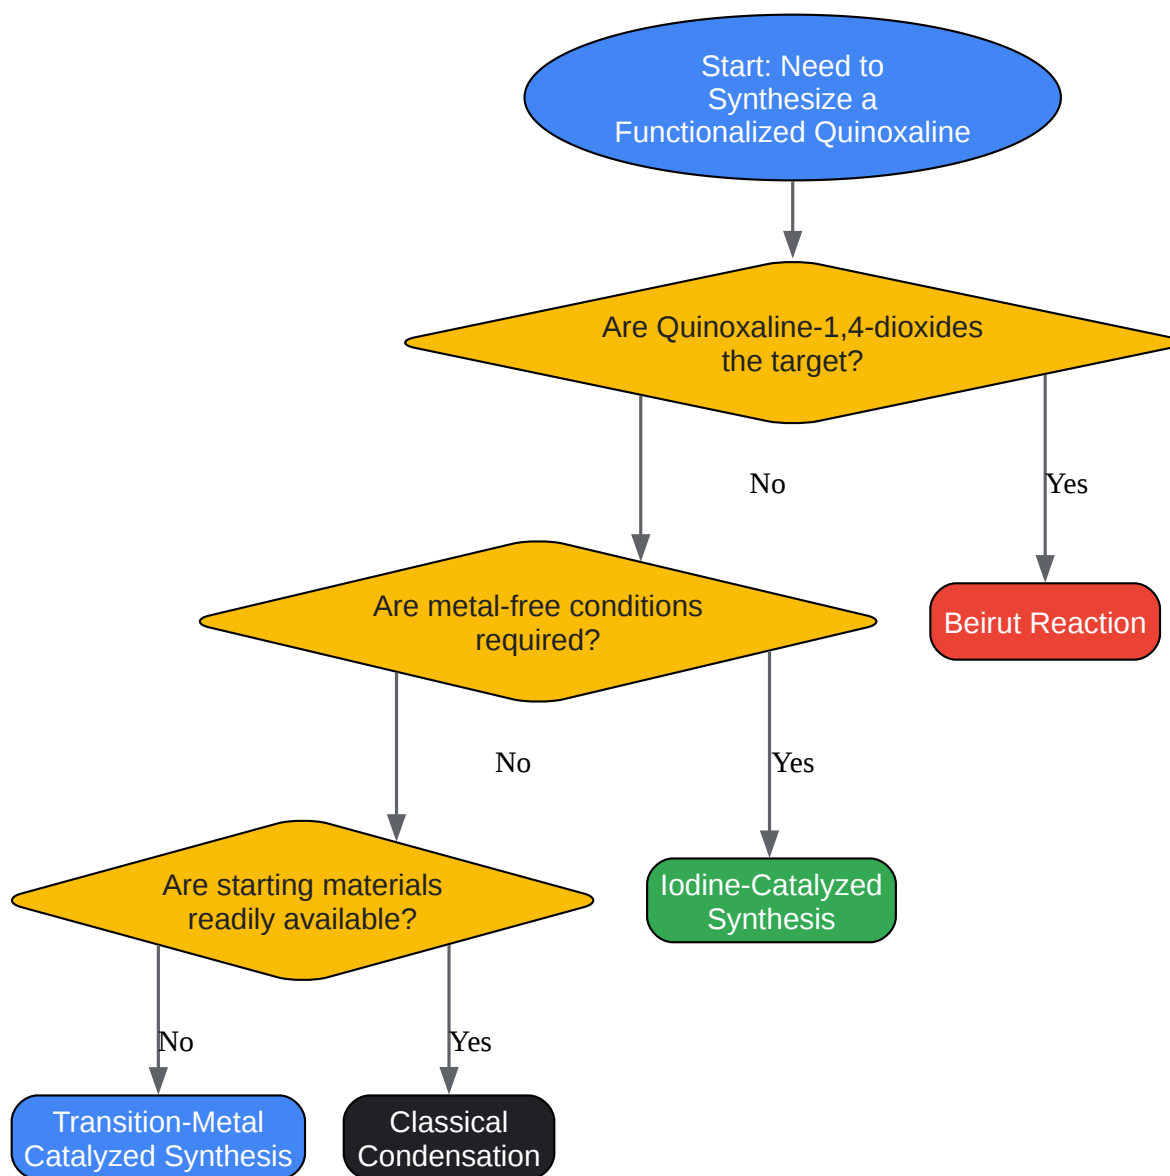 Start: Need to
Synthesize a
Functionalized Quinoxaline
Are Quinoxaline-1,4-dioxides
the target?
No
Yes
Are metal-free conditions
required?
Beirut Reaction
No
Yes
Are starting materials
readily available?
Iodine-Catalyzed
Synthesis
No
Yes
Transition-Metal
Catalyzed Synthesis
Classical
Condensation